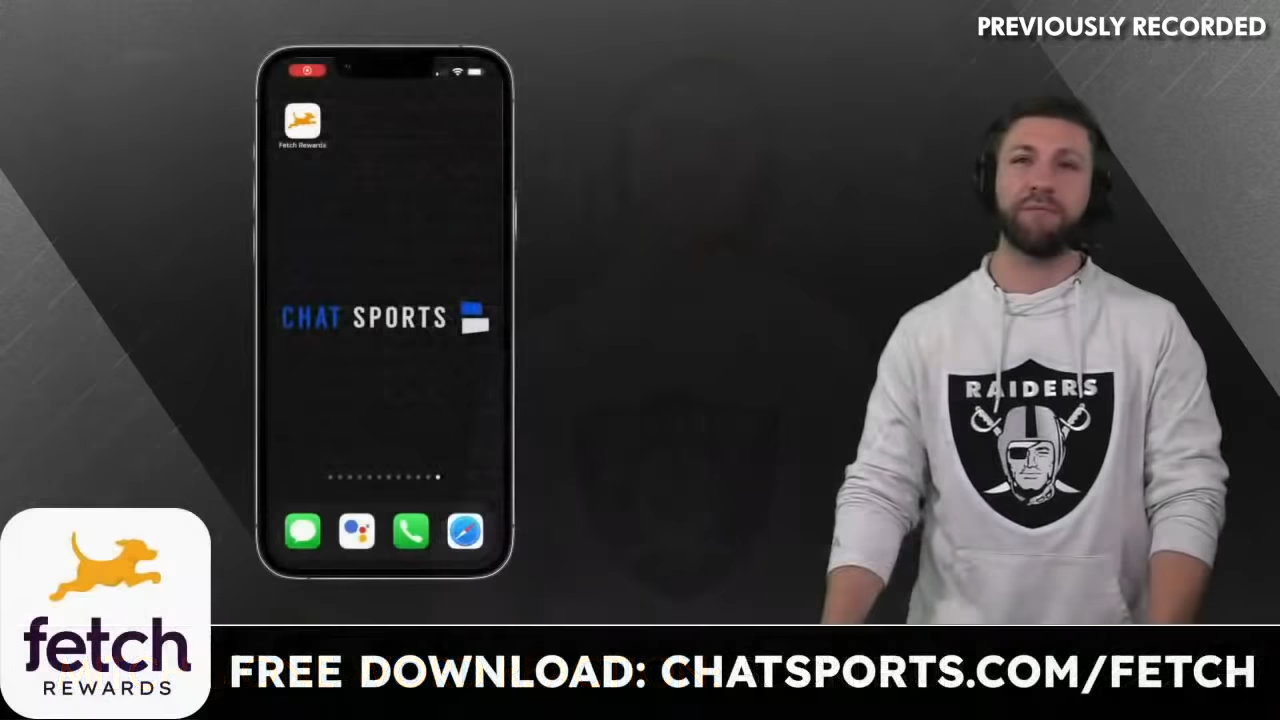 PREVIOUSLY RECORDED
Fetch Rewards
CHAT SPORTS
RAIDERS
fetch
REWARDS
FREE DOWNLOAD: CHATSPORTS.COM/FETCH